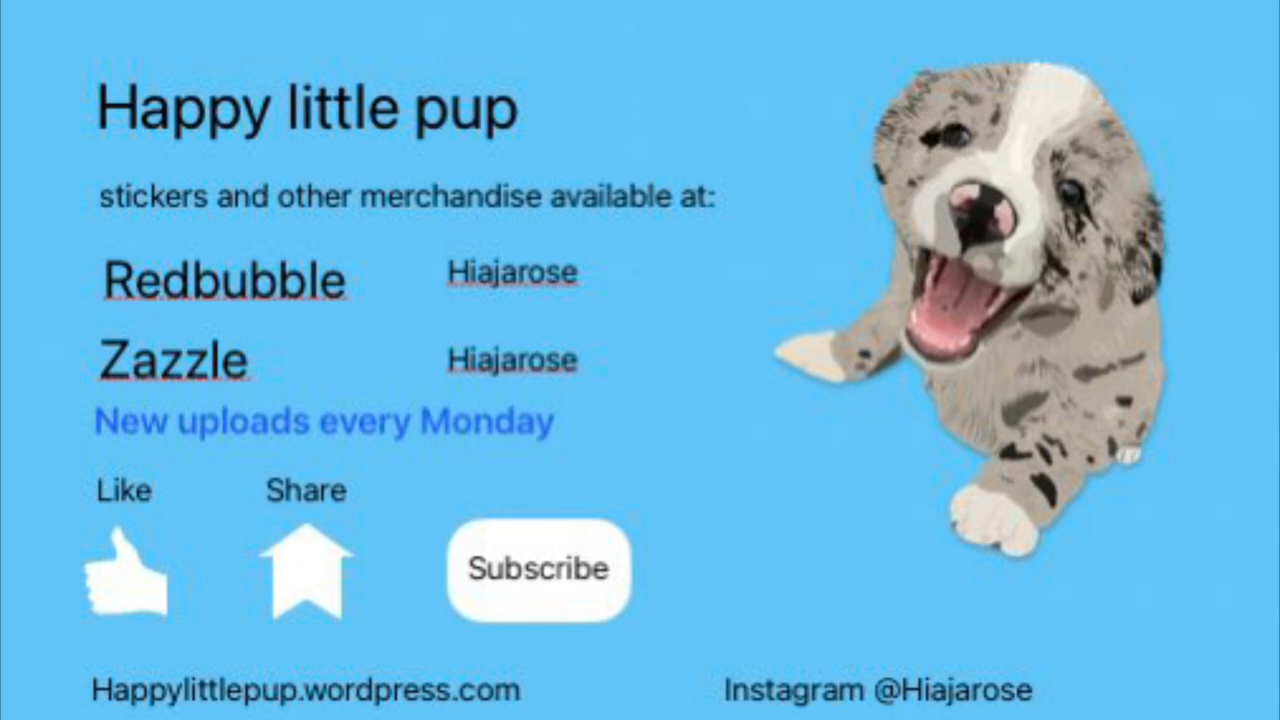 Happy little pup
stickers and other merchandise available at:
Redbubble Hiajarose
Zazzle Hiajarose
New uploads every Monday
Like Share
Subscribe
Happylittlepup.wordpress.com Instagram @Hiajarose